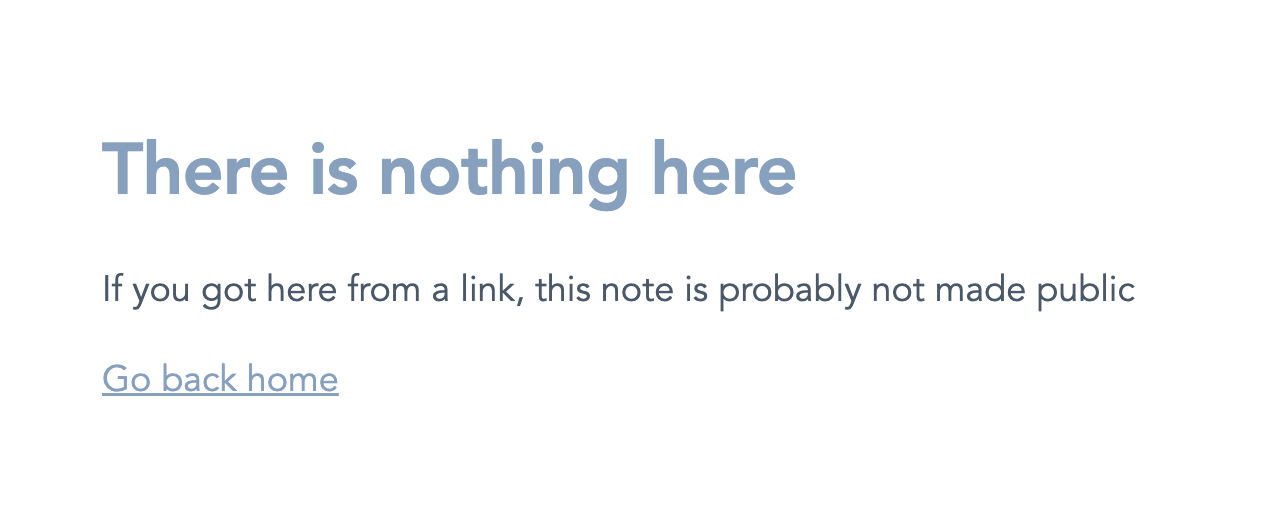 There is nothing here
If you got here from a link, this note is probably not made public
Go back home